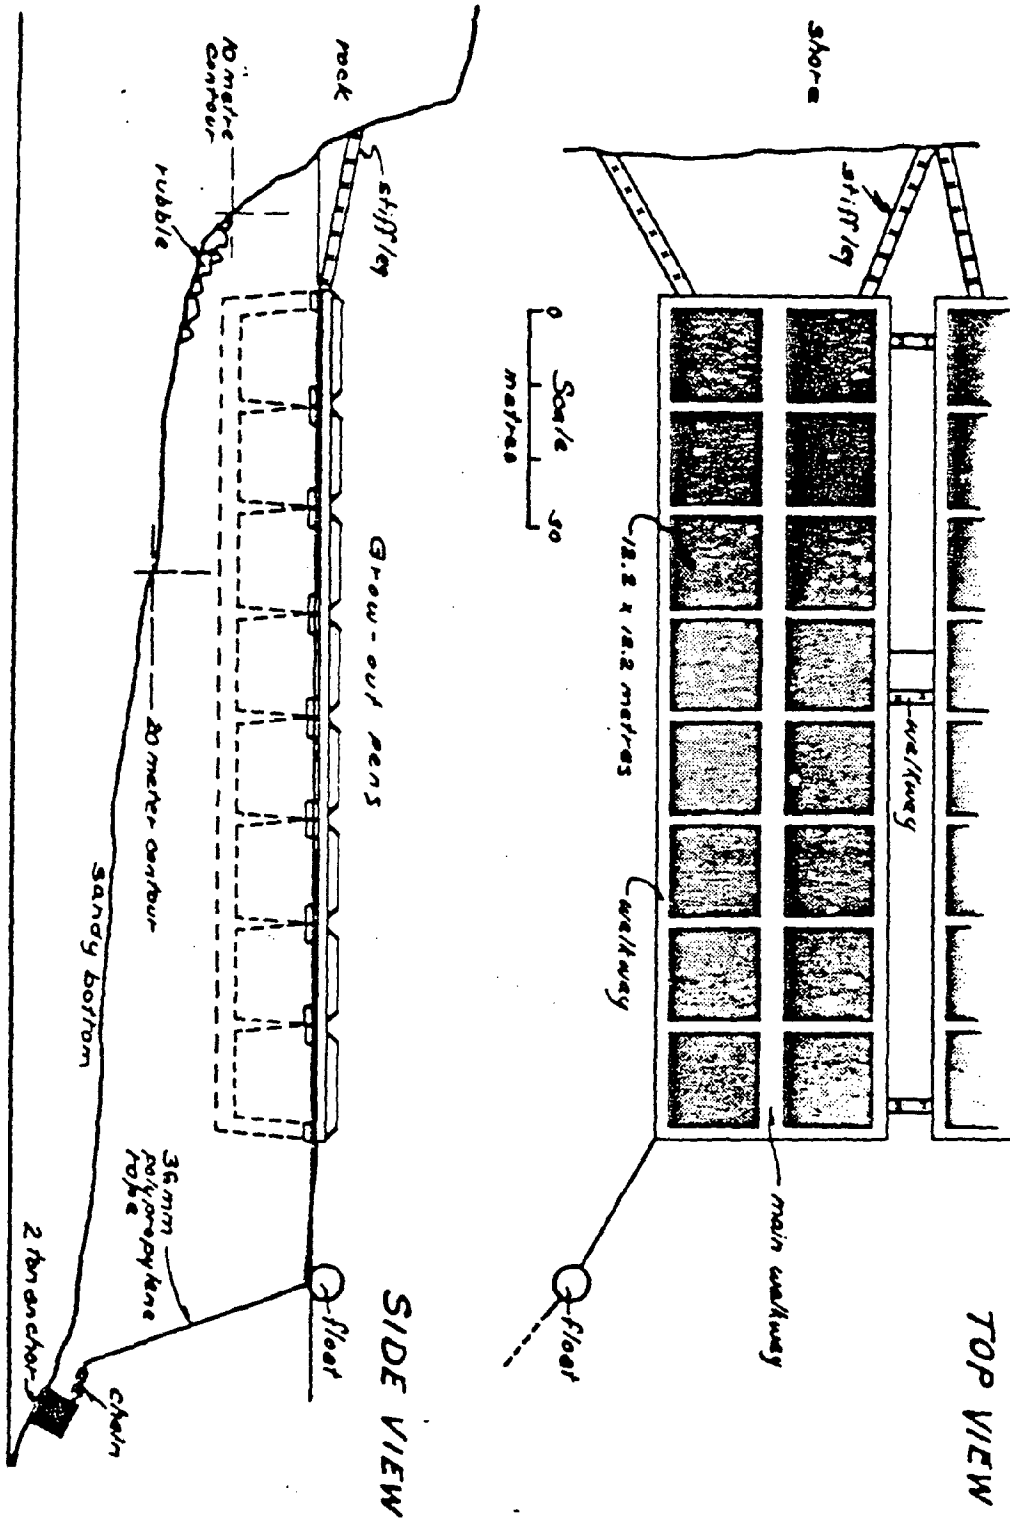 TOP VIEW
shore
stiffleg
walkway
main walkway
12.2 x 12.2 metres
walkway
float
0 Scale 30
metres
SIDE VIEW
rock
stiffleg
Grow-out pens
float
10 metre
contour
rubble
20 meter contour
sandy bottom
36mm
polypropylene
rope
chain
2 ton anchor